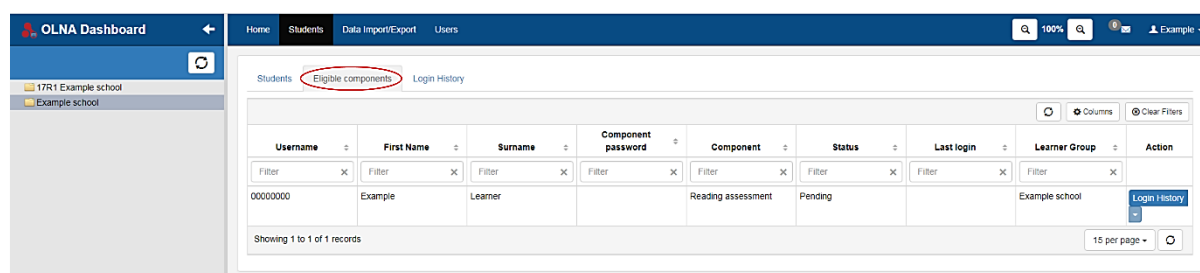 OLNA Dashboard
Home Students Data Import/Export Users
100%
0
Example
17R1 Example school
Example school
Students Eligible components Login History
Columns Clear Filters
Username First Name Surname Component password Component Status Last login Learner Group Action
Filter Filter Filter Filter Filter Filter Filter Filter
00000000 Example Learner Reading assessment Pending Example school Login History
Showing 1 to 1 of 1 records
15 per page